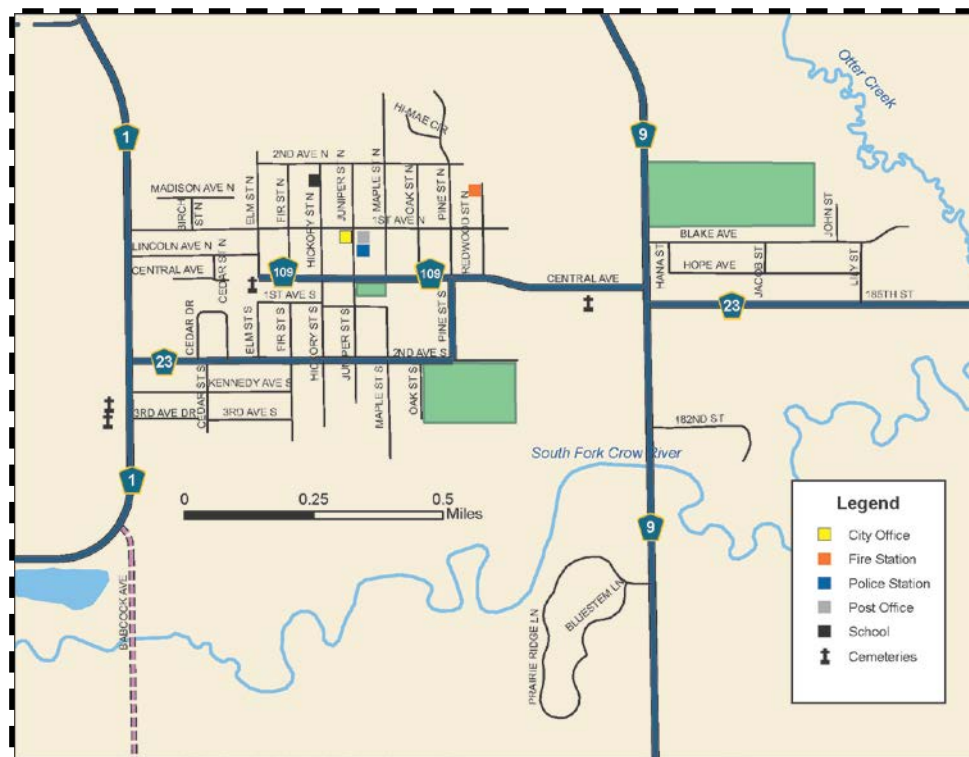 Otter Creek
1
9
HI-MAE CIR
2ND AVE N
MADISON AVE N
BIRCH
ST N
ELM ST N
FIR ST N
HICKORY ST N
JUNIPER ST N
MAPLE ST N
OAK ST N
PINE ST N
REDWOOD ST N
1ST AVE N
JOHN ST
BLAKE AVE
LINCOLN AVE N
CENTRAL AVE
CEDAR ST N
109
109
CENTRAL AVE
HANA ST
HOPE AVE
JACOB ST
LILY ST
185TH ST
23
1ST AVE S
CEDAR DR
ELM ST S
FIR ST S
HICKORY ST S
JUNIPER ST S
PINE ST S
23
2ND AVE S
KENNEDY AVE S
CEDAR ST S
3RD AVE DR
3RD AVE S
MAPLE ST S
OAK ST S
182ND ST
South Fork Crow River
1
0
0.25
0.5
Miles
9
BABCOCK AVE
PRAIRIE RIDGE LN
BLUESTEM LN
Legend
City Office
Fire Station
Police Station
Post Office
School
Cemeteries